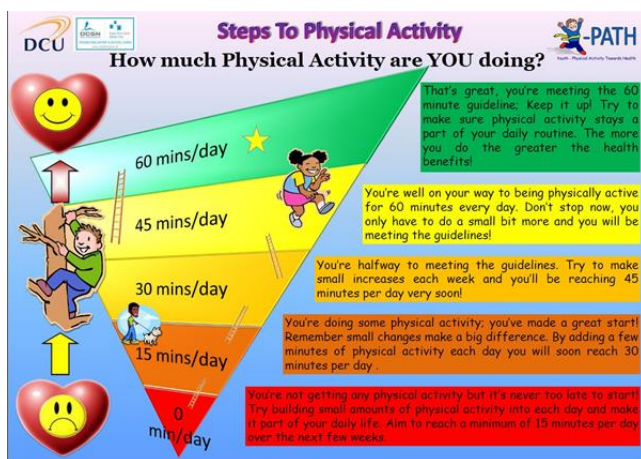 DCU
Steps To Physical Activity
-PATH
Youth - Physical Activity Towards Health
How much Physical Activity are YOU doing?
60 mins/day
That's great, you're meeting the 60
minute guideline; Keep it up! Try to
make sure physical activity stays a
part of your daily routine. The more
you do the greater the health
benefits!
45 mins/day
You're well on your way to being physically active
for 60 minutes every day. Don't stop now, you
only have to do a small bit more and you will be
meeting the guidelines!
30 mins/day
You're halfway to meeting the guidelines. Try to make
small increases each week and you'll be reaching 45
minutes per day very soon!
15 mins/day
You're doing some physical activity; you've made a great start!
Remember small changes make a big difference. By adding a few
minutes of physical activity each day you will soon reach 30
minutes per day .
0
min/day
You're not getting any physical activity but it's never too late to start!
Try building small amounts of physical activity into each day and make
it part of your daily life. Aim to reach a minimum of 15 minutes per day
over the next few weeks.